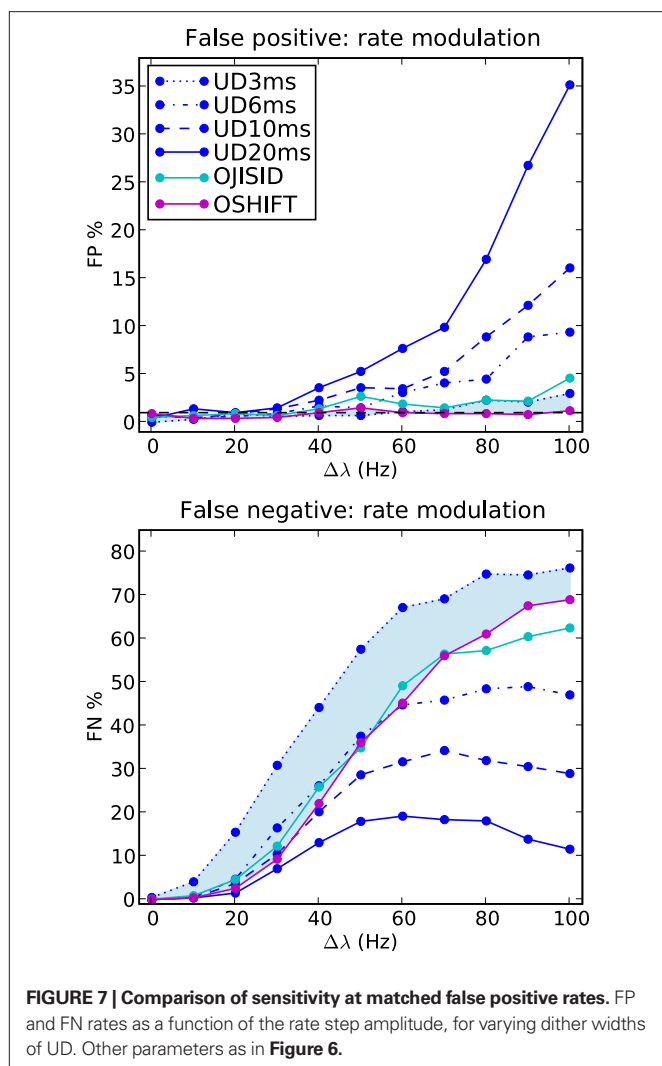 False positive: rate modulation
UD3ms
UD6ms
UD10ms
UD20ms
OJISID
OSHIFT
FP %
35
30
25
20
15
10
5
0
0 20 40 60 80 100
Δλ (Hz)
False negative: rate modulation
FN %
80
70
60
50
40
30
20
10
0
0 20 40 60 80 100
Δλ (Hz)
FIGURE 7 | Comparison of sensitivity at matched false positive rates. FP
and FN rates as a function of the rate step amplitude, for varying dither widths
of UD. Other parameters as in Figure 6.